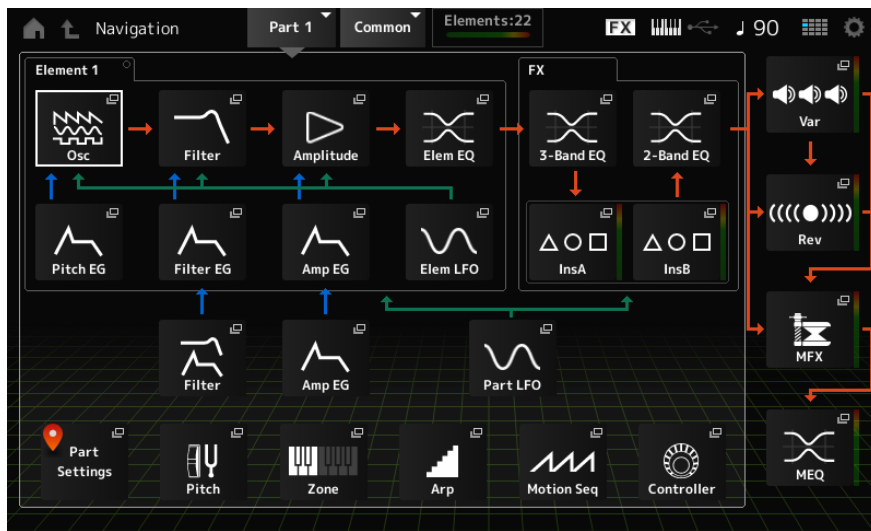 Navigation
Part 1
Common
Elements:22
FX
♩ 90
Element 1
FX
Osc
Filter
Amplitude
Elem EQ
3-Band EQ
2-Band EQ
Var
Pitch EG
Filter EG
Amp EG
Elem LFO
InsA
InsB
Rev
Filter
Amp EG
Part LFO
MFX
Part
Settings
Pitch
Zone
Arp
Motion Seq
Controller
MEQ